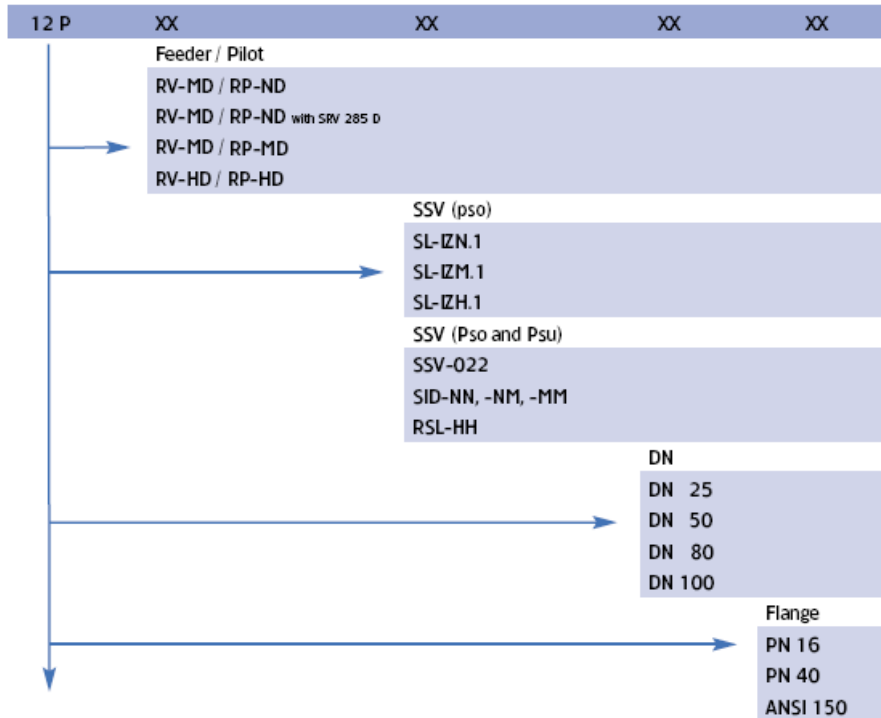 12 P XX XX XX XX
Feeder / Pilot
RV-MD / RP-ND
RV-MD / RP-ND with SRV 285 D
RV-MD / RP-MD
RV-HD / RP-HD
SSV (pso)
SL-IZN.1
SL-IZM.1
SL-IZH.1
SSV (Pso and Psu)
SSV-022
SID-NN, -NM, -MM
RSL-HH
DN
DN 25
DN 50
DN 80
DN 100
Flange
PN 16
PN 40
ANSI 150